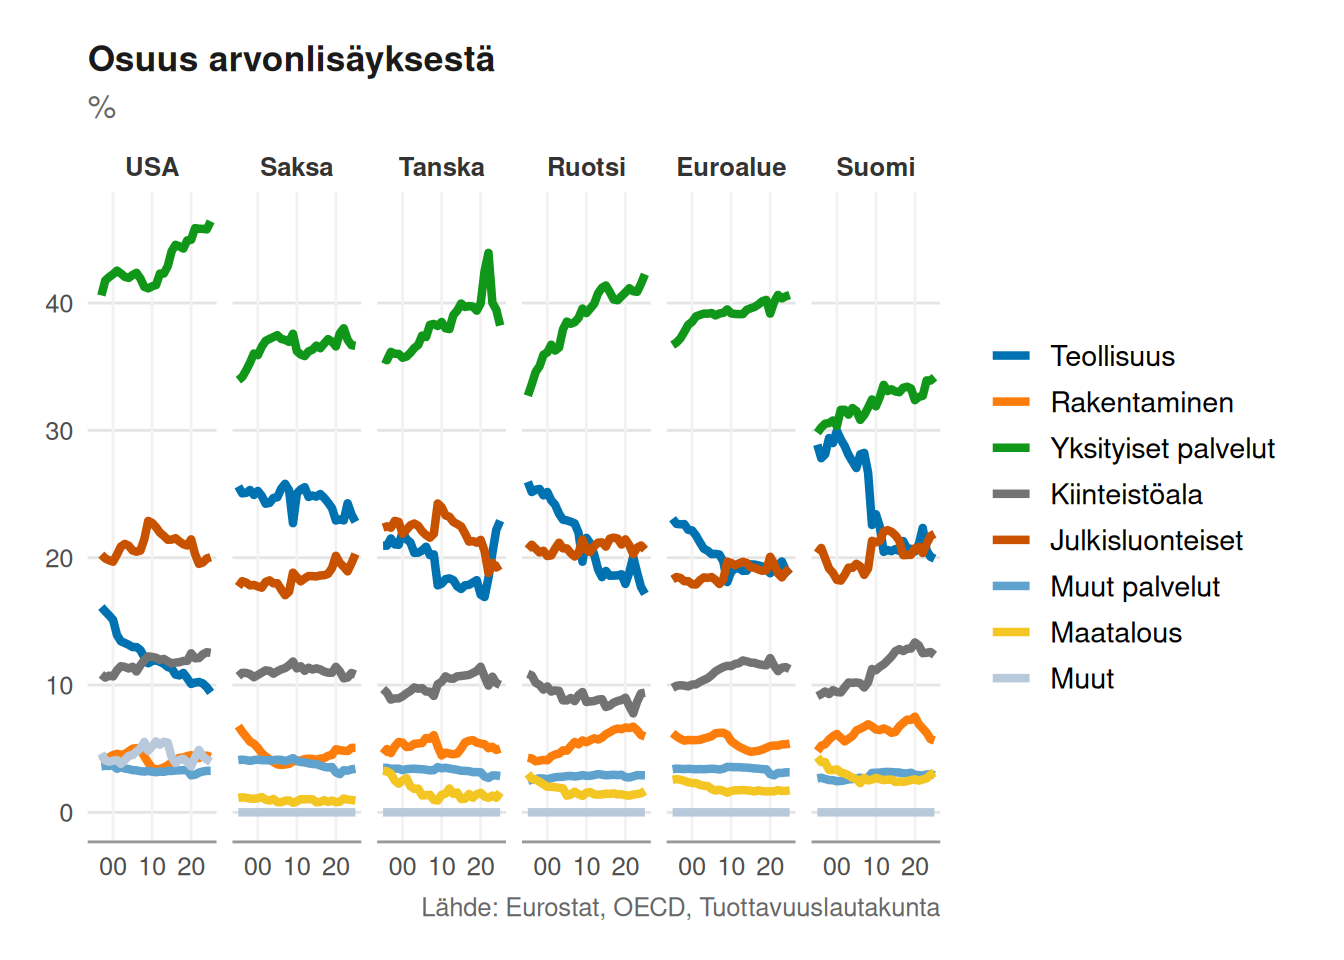 Osuus arvonlisäyksestä
%
USA Saksa Tanska Ruotsi Euroalue Suomi
40
30
20
10
0
00 10 20 00 10 20 00 10 20 00 10 20 00 10 20 00 10 20
Teollisuus
Rakentaminen
Yksityiset palvelut
Kiinteistöala
Julkisluonteiset
Muut palvelut
Maatalous
Muut
Lähde: Eurostat, OECD, Tuottavuuslautakunta